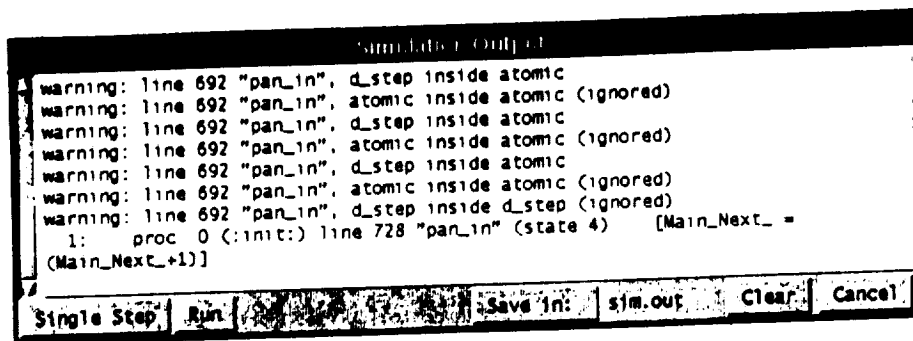 Simulation Output
warning: line 692 "pan_in", d_step inside atomic
warning: line 692 "pan_in", atomic inside atomic (ignored)
warning: line 692 "pan_in", d_step inside atomic
warning: line 692 "pan_in", atomic inside atomic (ignored)
warning: line 692 "pan_in", d_step inside atomic
warning: line 692 "pan_in", atomic inside atomic (ignored)
warning: line 692 "pan_in", d_step inside d_step (ignored)
1: proc 0 (:init:) line 728 "pan_in" (state 4) [Main_Next_ =
(Main_Next_+1)]
Single Step Run Save in: sim.out Clear Cancel